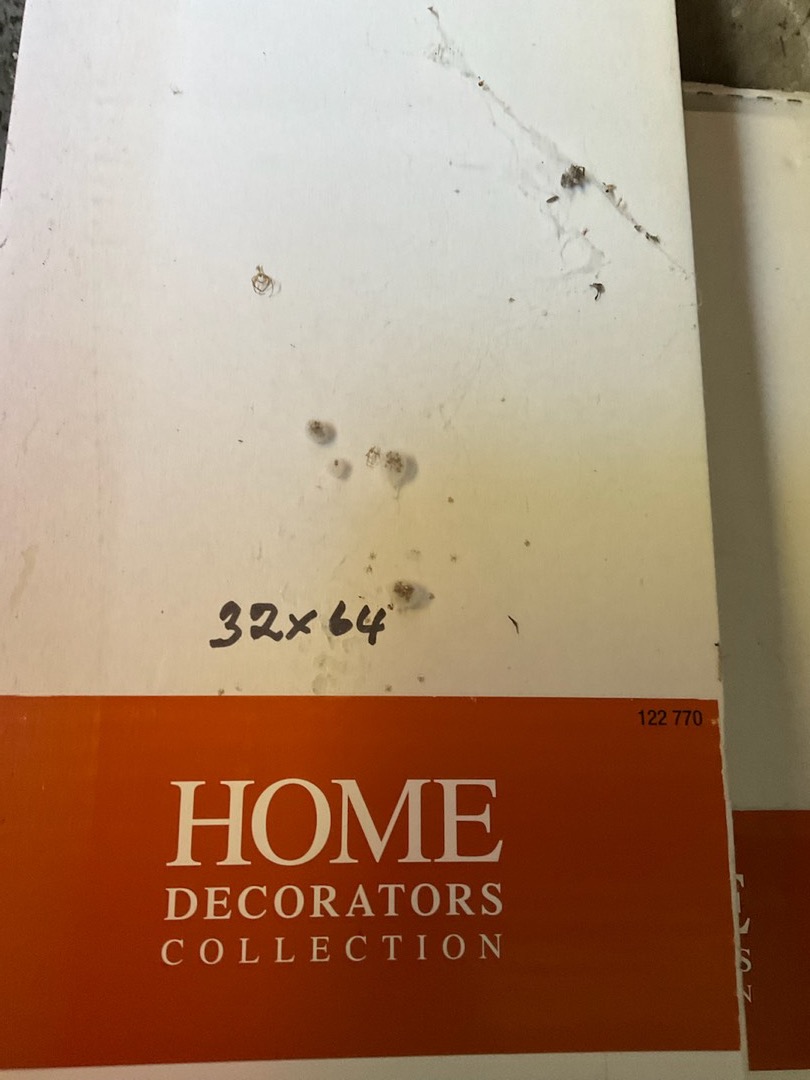 32x64
122 770
HOME
DECORATORS
COLLECTION
S
N